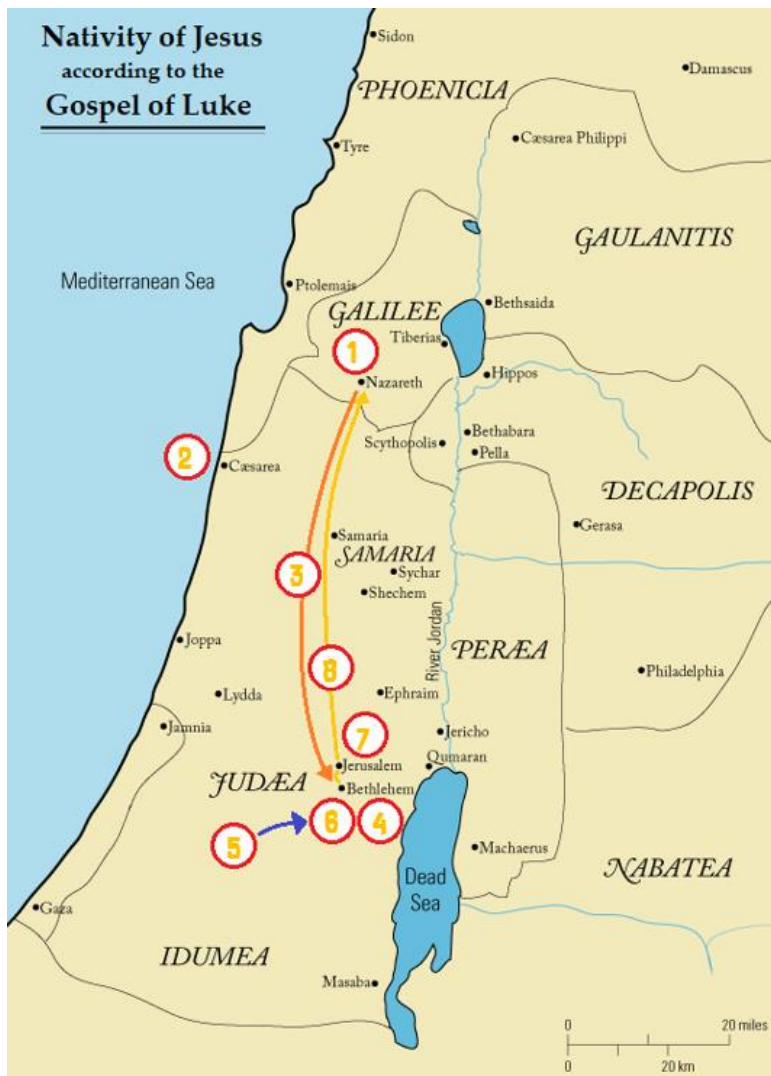 Nativity of Jesus
according to the
Gospel of Luke
Sidon
Damascus
PHOENICIA
Tyre
Cæsarea Philippi
GAULANITIS
Mediterranean Sea
Ptolemais
Bethsaida
GALILEE
Tiberias
1
Hippos
Nazareth
Bethabara
Scythopolis
Pella
2
Cæsarea
DECAPOLIS
Gerasa
Samaria
SAMARIA
3
Sychar
Shechem
River Jordan
Joppa
PERÆA
8
Philadelphia
Lydda
Ephraim
Jamnia
7
Jericho
Jerusalem
Qumaran
JUDÆA
Bethlehem
6
4
5
Machaerus
Dead
Sea
NABATEA
Gaza
IDUMEA
Masaba
0
20 miles
0
20 km